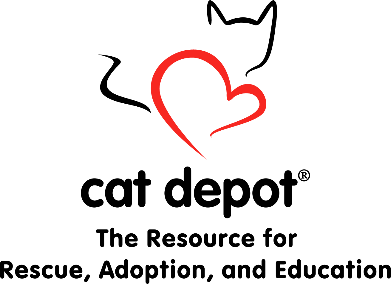 cat depot®
The Resource for
Rescue, Adoption, and Education